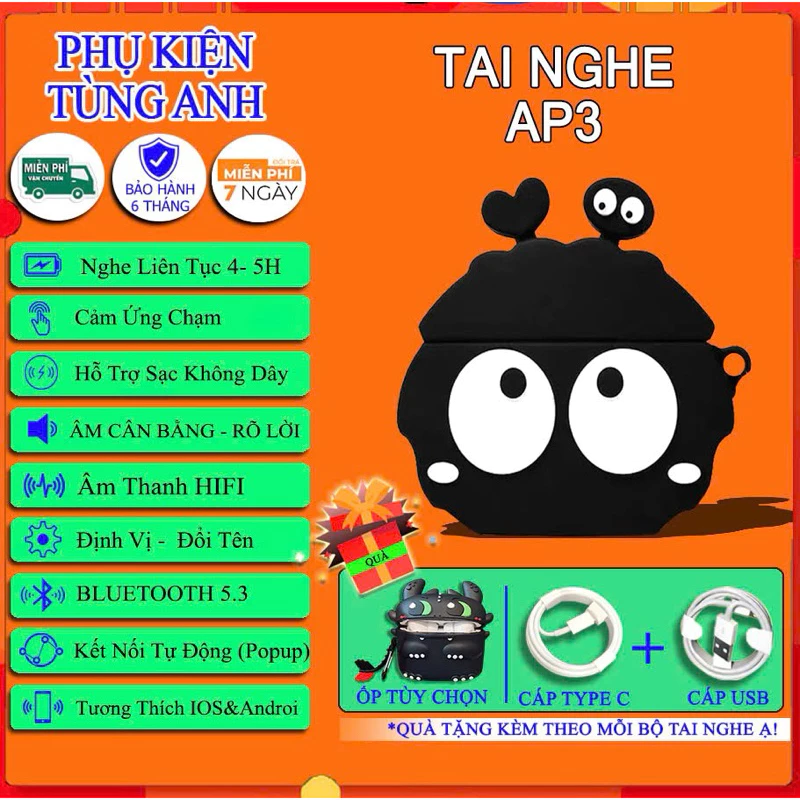 PHỤ KIỆN
TÙNG ANH
MIỄN PHÍ
VẬN CHUYỂN
BẢO HÀNH
6 THÁNG
ĐỔI TRẢ
MIỄN PHÍ
7 NGÀY
TAI NGHE
AP3
Nghe Liên Tục 4- 5H
Cảm Ứng Chạm
Hỗ Trợ Sạc Không Dây
ÂM CÂN BẰNG - RÕ LỜI
Âm Thanh HIFI
Định Vị - Đổi Tên
BLUETOOTH 5.3
Kết Nối Tự Động (Popup)
Tương Thích IOS&Androi
QUÀ
ỐP TÙY CHỌN
CÁP TYPE C
+
CÁP USB
*QUÀ TẶNG KÈM THEO MỖI BỘ TAI NGHE Ạ!